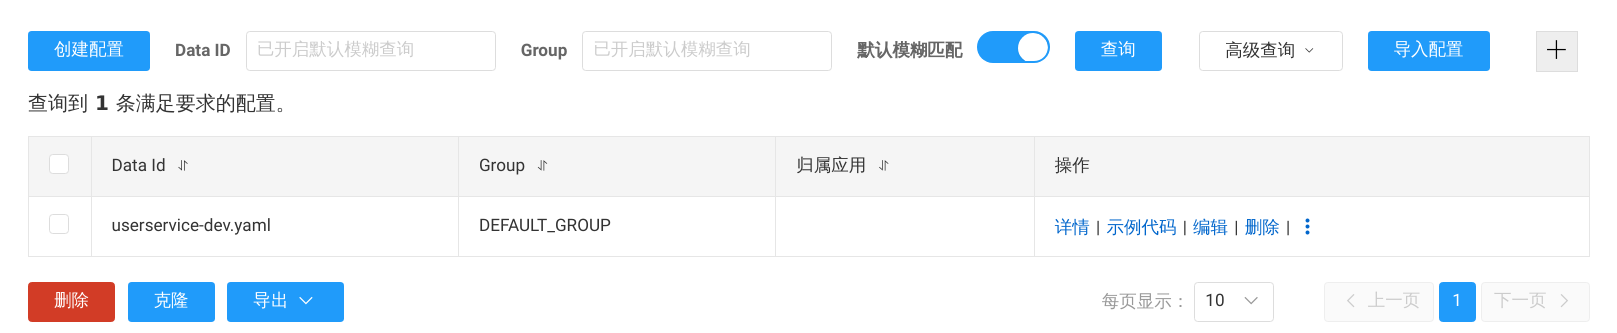 创建配置 Data ID 已开启默认模糊查询 Group 已开启默认模糊查询 默认模糊匹配 查询 高级查询 导入配置
查询到 1 条满足要求的配置。
Data Id Group 归属应用 操作
userservice-dev.yaml DEFAULT_GROUP 详情 | 示例代码 | 编辑 | 删除 |
删除 克隆 导出 每页显示： 10 上一页 1 下一页